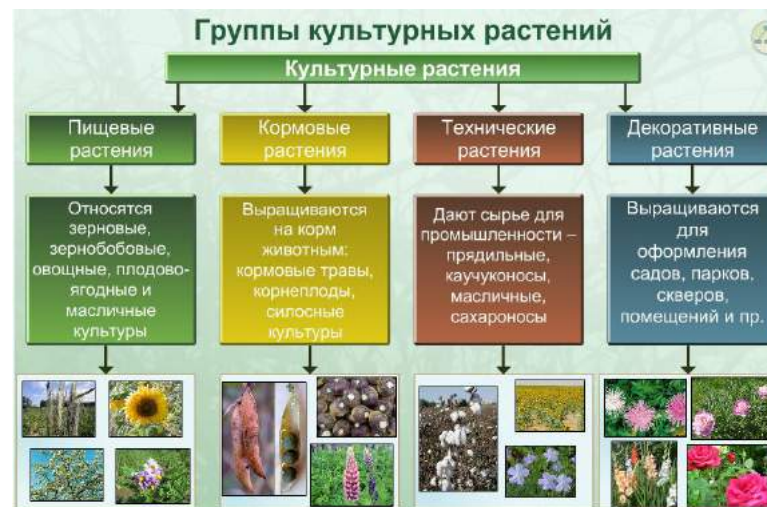 Группы культурных растений
Культурные растения
Пищевые
растения
Кормовые
растения
Технические
растения
Декоративные
растения
Относятся
зерновые,
зернобобовые,
овощные, плодово-
ягодные и
масличные
культуры
Выращиваются
на корм
животным:
кормовые травы,
корнеплоды,
силосные
культуры
Дают сырье для
промышленности –
прядильные,
каучуконосы,
масличные,
сахароносы
Выращиваются
для
оформления
садов, парков,
скверов,
помещений и пр.